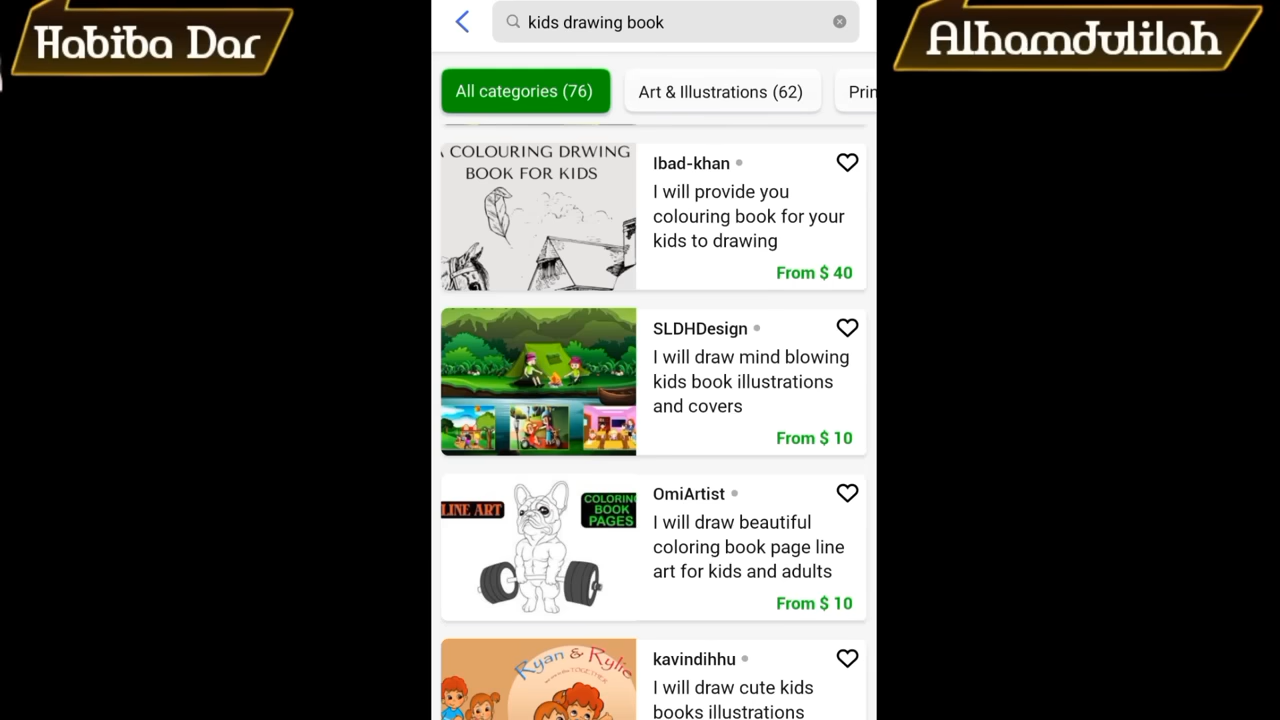 Habiba Dar
Alhamdulilah
kids drawing book
All categories (76)
Art & Illustrations (62)
Prin
A COLOURING DRWING
BOOK FOR KIDS
Ibad-khan
I will provide you
colouring book for your
kids to drawing
From $ 40
SLDHDesign
I will draw mind blowing
kids book illustrations
and covers
From $ 10
LINE ART
COLORING
BOOK
PAGES
OmiArtist
I will draw beautiful
coloring book page line
art for kids and adults
From $ 10
Ryan & Rylie
kavindihhu
I will draw cute kids
books illustrations